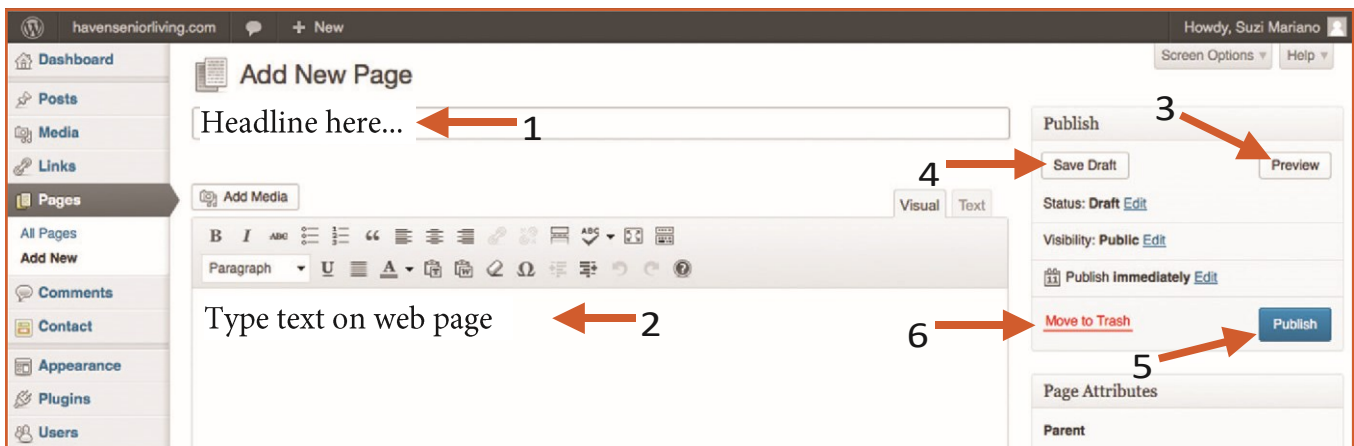 havenseniorliving.com + New Howdy, Suzi Mariano
Screen Options Help
Dashboard
Posts
Media
Links
Pages
All Pages
Add New
Comments
Contact
Appearance
Plugins
Users
Add New Page
Headline here... 1
Add Media
Visual Text
B I ABC ABC
Paragraph U A T W Ω ?
Type text on web page 2
3
Publish
4 Save Draft Preview
Status: Draft Edit
Visibility: Public Edit
11 Publish immediately Edit
6 Move to Trash Publish
5
Page Attributes
Parent